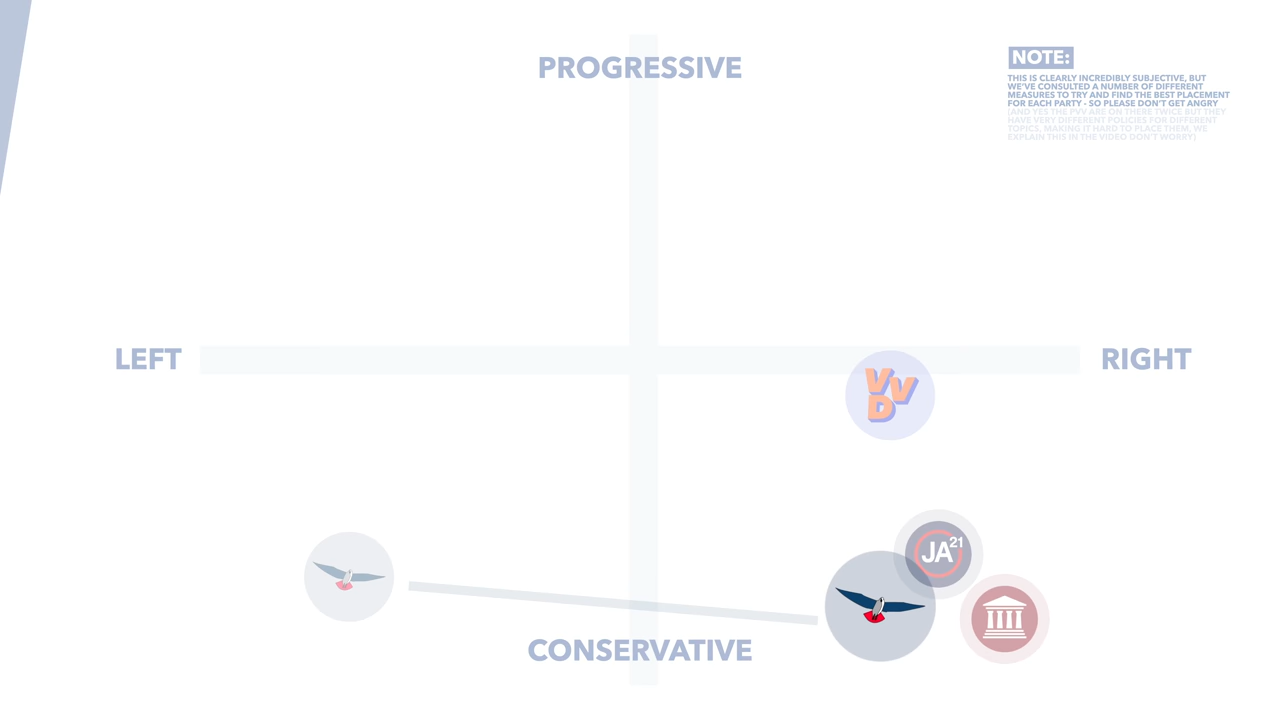 PROGRESSIVE
NOTE:
THIS IS CLEARLY INCREDIBLY SUBJECTIVE, BUT
WE'VE CONSULTED A NUMBER OF DIFFERENT
MEASURES TO TRY AND FIND THE BEST PLACEMENT
FOR EACH PARTY - SO PLEASE DON'T GET ANGRY
(AND YES THE PVV ARE ON THERE TWICE BUT THEY
HAVE VERY DIFFERENT POLICIES FOR DIFFERENT
TOPICS, MAKING IT HARD TO PLACE THEM, WE
EXPLAIN THIS IN THE VIDEO DON'T WORRY)
LEFT
RIGHT
VVD
JA21
CONSERVATIVE